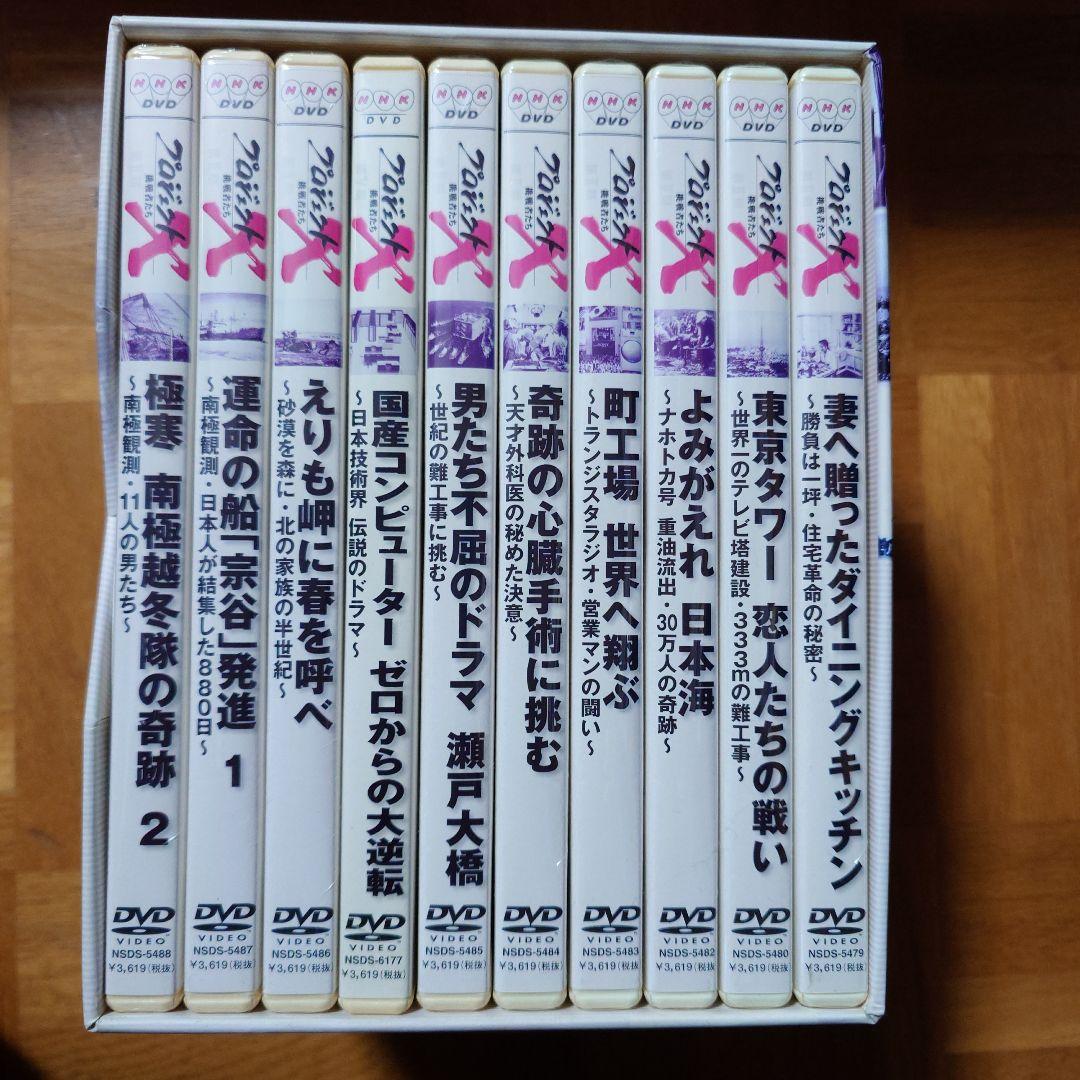 NHK
DVD
プロジェクトX
挑戦者たち
極寒 南極越冬隊の奇跡 2
～南極観測・11人の男たち～
DVD
VIDEO
NSDS-5488
¥3,619(税抜)
NHK
DVD
プロジェクトX
挑戦者たち
運命の船「宗谷」発進 1
～南極観測・日本人が結集した880日～
DVD
VIDEO
NSDS-5487
¥3,619(税抜)
NHK
DVD
プロジェクトX
挑戦者たち
えりも岬に春を呼べ
～砂漠を森に・北の家族の半世紀～
DVD
VIDEO
NSDS-5486
¥3,619(税抜)
NHK
DVD
プロジェクトX
挑戦者たち
国産コンピューター ゼロからの大逆転
～日本技術界 伝説のドラマ～
DVD
VIDEO
NSDS-6177
¥3,619(税抜)
NHK
DVD
プロジェクトX
挑戦者たち
男たち不屈のドラマ 瀬戸大橋
～世紀の難工事に挑む～
DVD
VIDEO
NSDS-5485
¥3,619(税抜)
NHK
DVD
プロジェクトX
挑戦者たち
奇跡の心臓手術に挑む
～天才外科医の秘めた決意～
DVD
VIDEO
NSDS-5484
¥3,619(税抜)
NHK
DVD
プロジェクトX
挑戦者たち
町工場 世界へ翔ぶ
～トランジスタラジオ・営業マンの闘い～
DVD
VIDEO
NSDS-5483
¥3,619(税抜)
NHK
DVD
プロジェクトX
挑戦者たち
よみがえれ 日本海
～ナホトカ号 重油流出・30万人の奇跡～
DVD
VIDEO
NSDS-5482
¥3,619(税抜)
NHK
DVD
プロジェクトX
挑戦者たち
東京タワー 恋人たちの戦い
～世界一のテレビ塔建設・333mの難工事～
DVD
VIDEO
NSDS-5480
¥3,619(税抜)
NHK
DVD
プロジェクトX
挑戦者たち
妻へ贈ったダイニングキッチン
～勝負は一坪・住宅革命の秘密～
DVD
VIDEO
NSDS-5479
¥3,619(税抜)